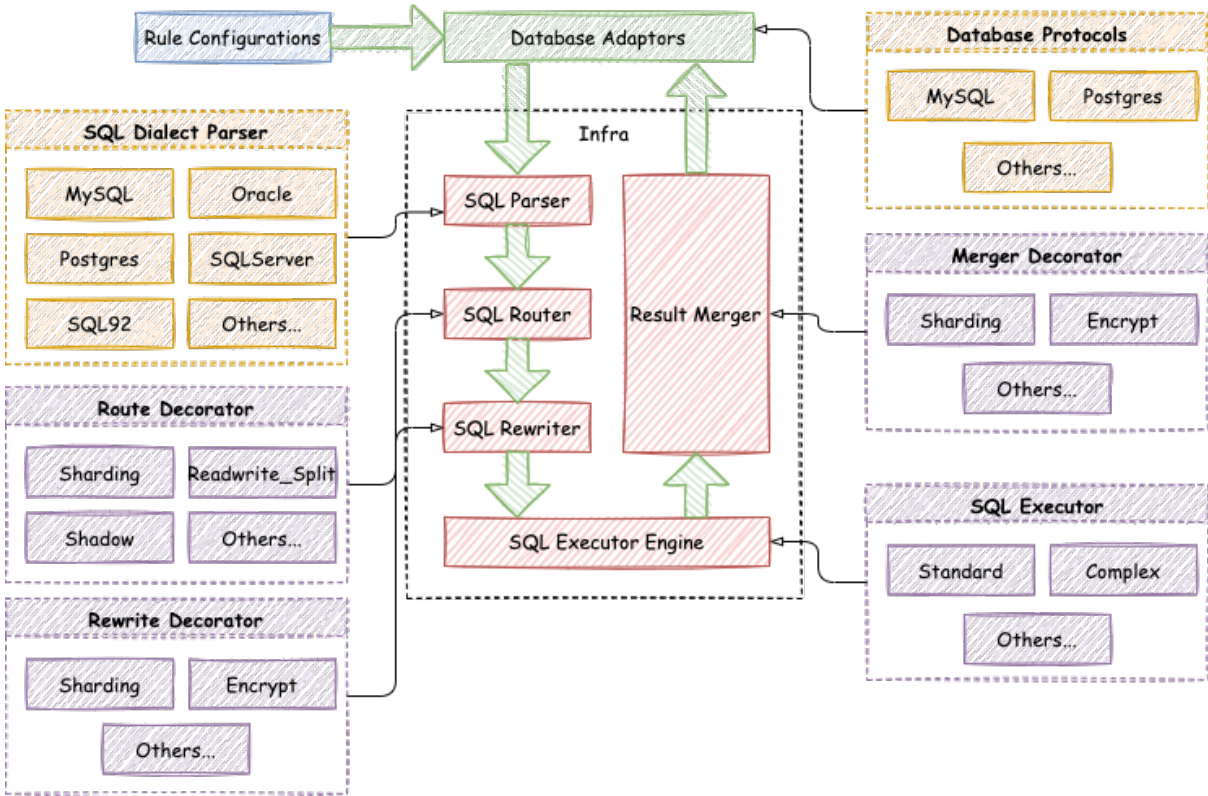 Rule Configurations
Database Adaptors
Database Protocols
MySQL
Postgres
Others...
SQL Dialect Parser
MySQL
Oracle
Postgres
SQLServer
SQL92
Others...
Infra
SQL Parser
SQL Router
SQL Rewriter
Result Merger
SQL Executor Engine
Merger Decorator
Sharding
Encrypt
Others...
Route Decorator
Sharding
Readwrite_Split
Shadow
Others...
SQL Executor
Standard
Complex
Others...
Rewrite Decorator
Sharding
Encrypt
Others...